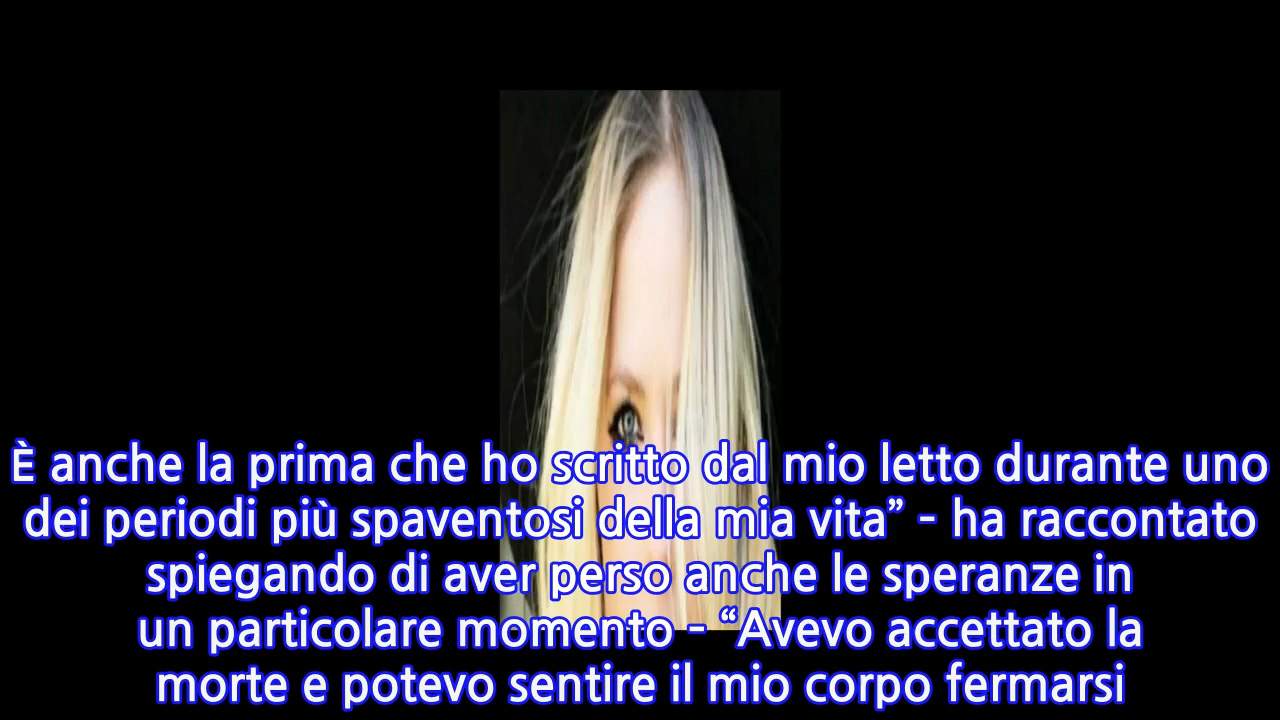 È anche la prima che ho scritto dal mio letto durante uno
dei periodi più spaventosi della mia vita” - ha raccontato
spiegando di aver perso anche le speranze in
un particolare momento - “Avevo accettato la
morte e potevo sentire il mio corpo fermarsi